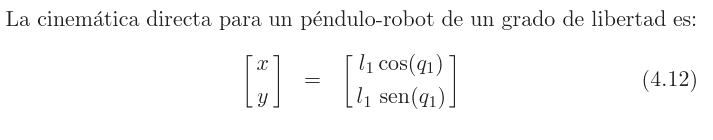 La cinemática directa para un péndulo-robot de un grado de libertad es:
[x y] = [l₁ cos(q₁) l₁ sen(q₁)] (4.12)